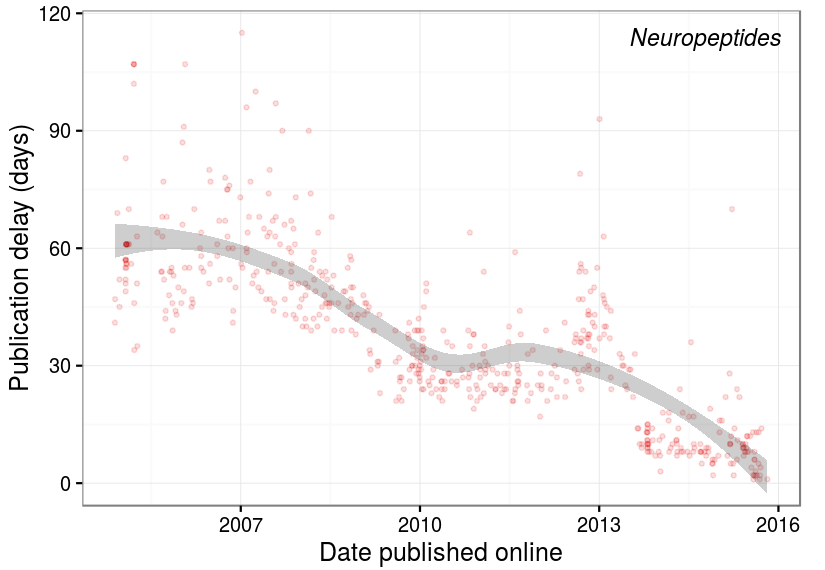 Neuropeptides
120
90
60
30
0
Publication delay (days)
2007 2010 2013 2016
Date published online